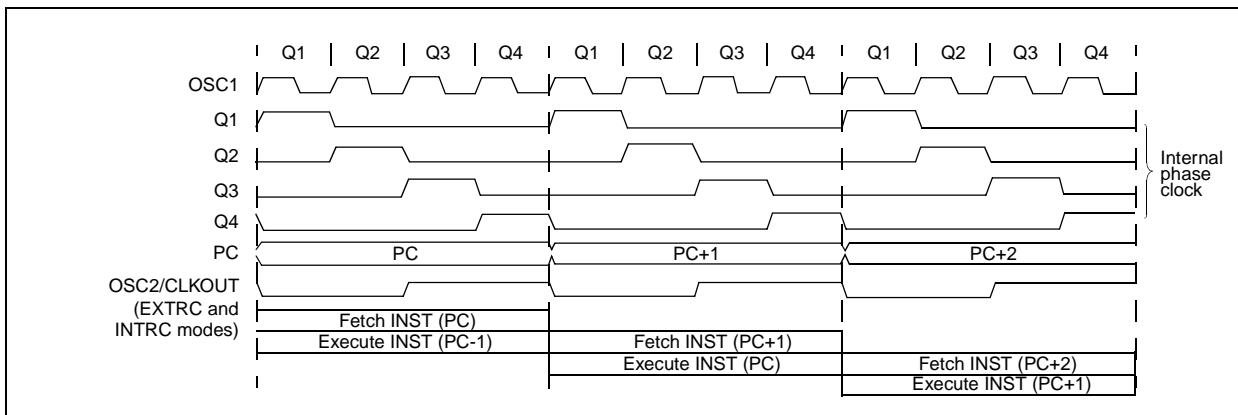 Q1 Q2 Q3 Q4 Q1 Q2 Q3 Q4 Q1 Q2 Q3 Q4
OSC1
Q1
Q2
Q3
Q4
Internal
phase
clock
PC PC PC+1 PC+2
OSC2/CLKOUT
(EXTRC and
INTRC modes)
Fetch INST (PC)
Execute INST (PC-1) Fetch INST (PC+1)
Execute INST (PC) Fetch INST (PC+2)
Execute INST (PC+1)